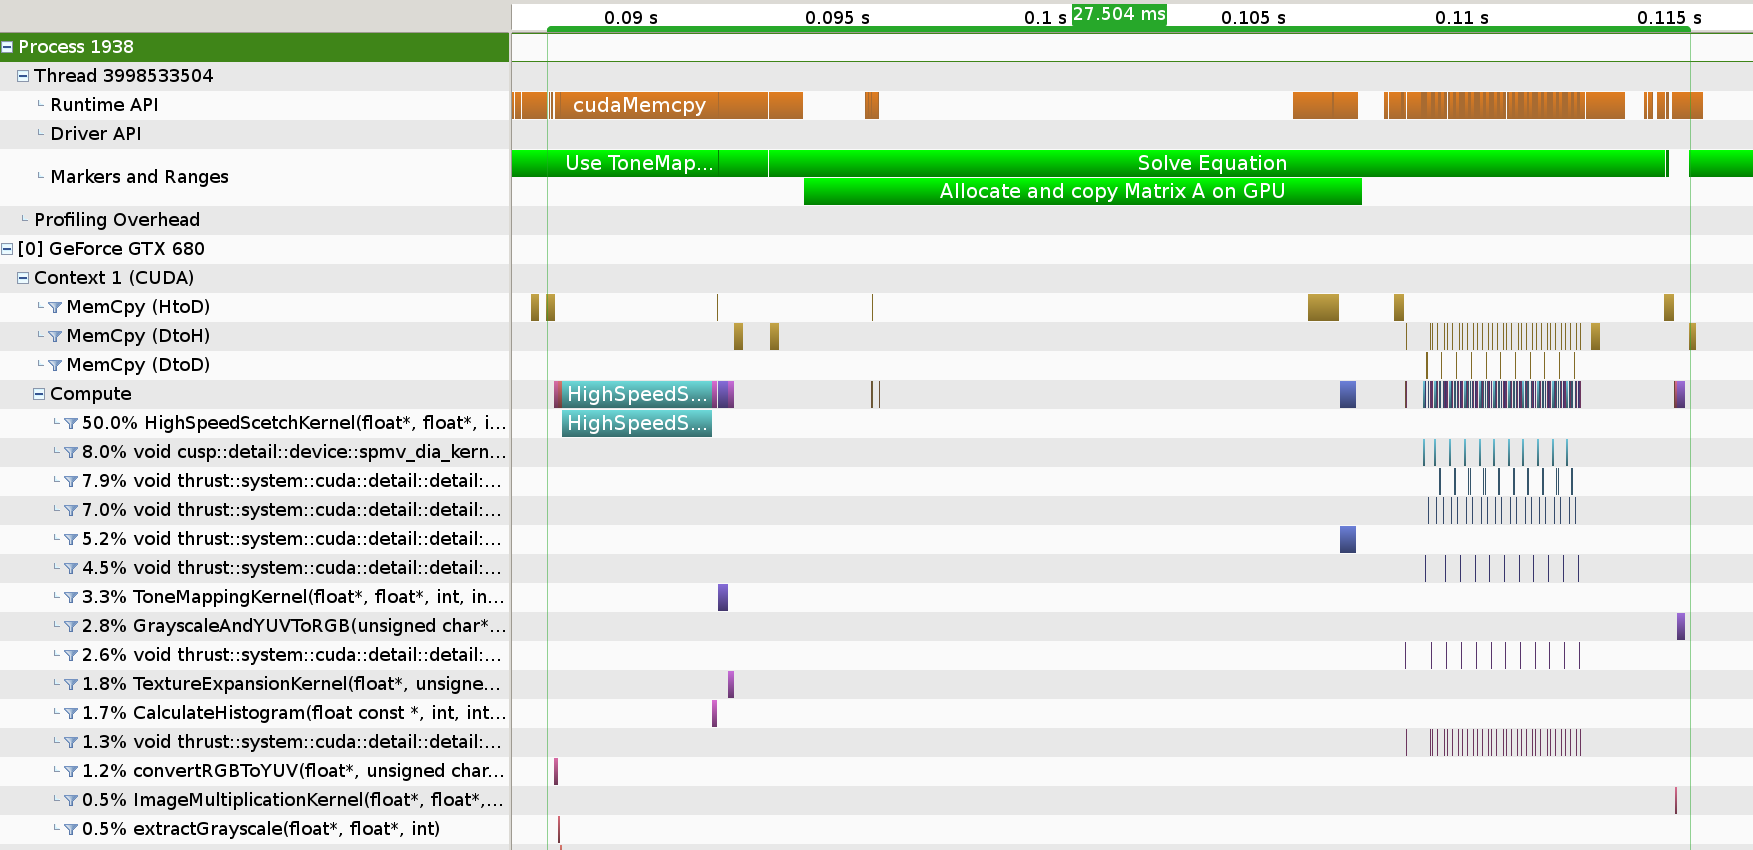 0.09 s 0.095 s 0.1 s 27.504 ms 0.105 s 0.11 s 0.115 s
Process 1938
Thread 3998533504
Runtime API cudaMemcpy
Driver API
Use ToneMap... Solve Equation
Markers and Ranges
Allocate and copy Matrix A on GPU
Profiling Overhead
[0] GeForce GTX 680
Context 1 (CUDA)
MemCpy (HtoD)
MemCpy (DtoH)
MemCpy (DtoD)
Compute HighSpeedS...
50.0% HighSpeedScetchKernel(float*, float*, i... HighSpeedS...
8.0% void cusp::detail::device::spmv_dia_kern...
7.9% void thrust::system::cuda::detail::detail:...
7.0% void thrust::system::cuda::detail::detail:...
5.2% void thrust::system::cuda::detail::detail:...
4.5% void thrust::system::cuda::detail::detail:...
3.3% ToneMappingKernel(float*, float*, int, in...
2.8% GrayscaleAndYUVToRGB(unsigned char*...
2.6% void thrust::system::cuda::detail::detail:...
1.8% TextureExpansionKernel(float*, unsigne...
1.7% CalculateHistogram(float const *, int, int...
1.3% void thrust::system::cuda::detail::detail:...
1.2% convertRGBToYUV(float*, unsigned char...
0.5% ImageMultiplicationKernel(float*, float*,...
0.5% extractGrayscale(float*, float*, int)